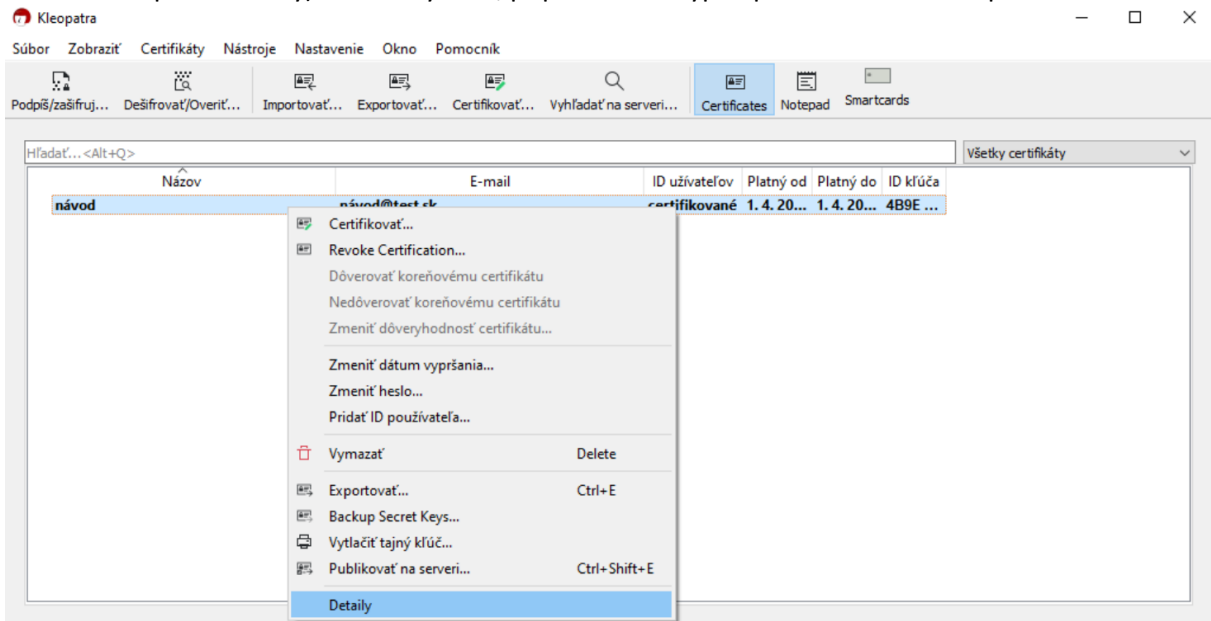 Kleopatra
Súbor Zobraziť Certifikáty Nástroje Nastavenie Okno Pomocník
Podpíš/zašifruj... Dešifrovať/Overiť... Importovať... Exportovať... Certifikovať... Vyhľadať na serveri... Certificates Notepad Smartcards
Hľadať...<Alt+Q> Všetky certifikáty
Názov E-mail ID užívateľov Platný od Platný do ID kľúča
návod návod@test.sk certifikované 1. 4. 20... 1. 4. 20... 4B9E ...
Certifikovať...
Revoke Certification...
Dôverovať koreňovému certifikátu
Nedôverovať koreňovému certifikátu
Zmeniť dôveryhodnosť certifikátu...
Zmeniť dátum vypršania...
Zmeniť heslo...
Pridať ID používateľa...
Vymazať Delete
Exportovať... Ctrl+E
Backup Secret Keys...
Vytlačiť tajný kľúč...
Publikovať na serveri... Ctrl+Shift+E
Detaily